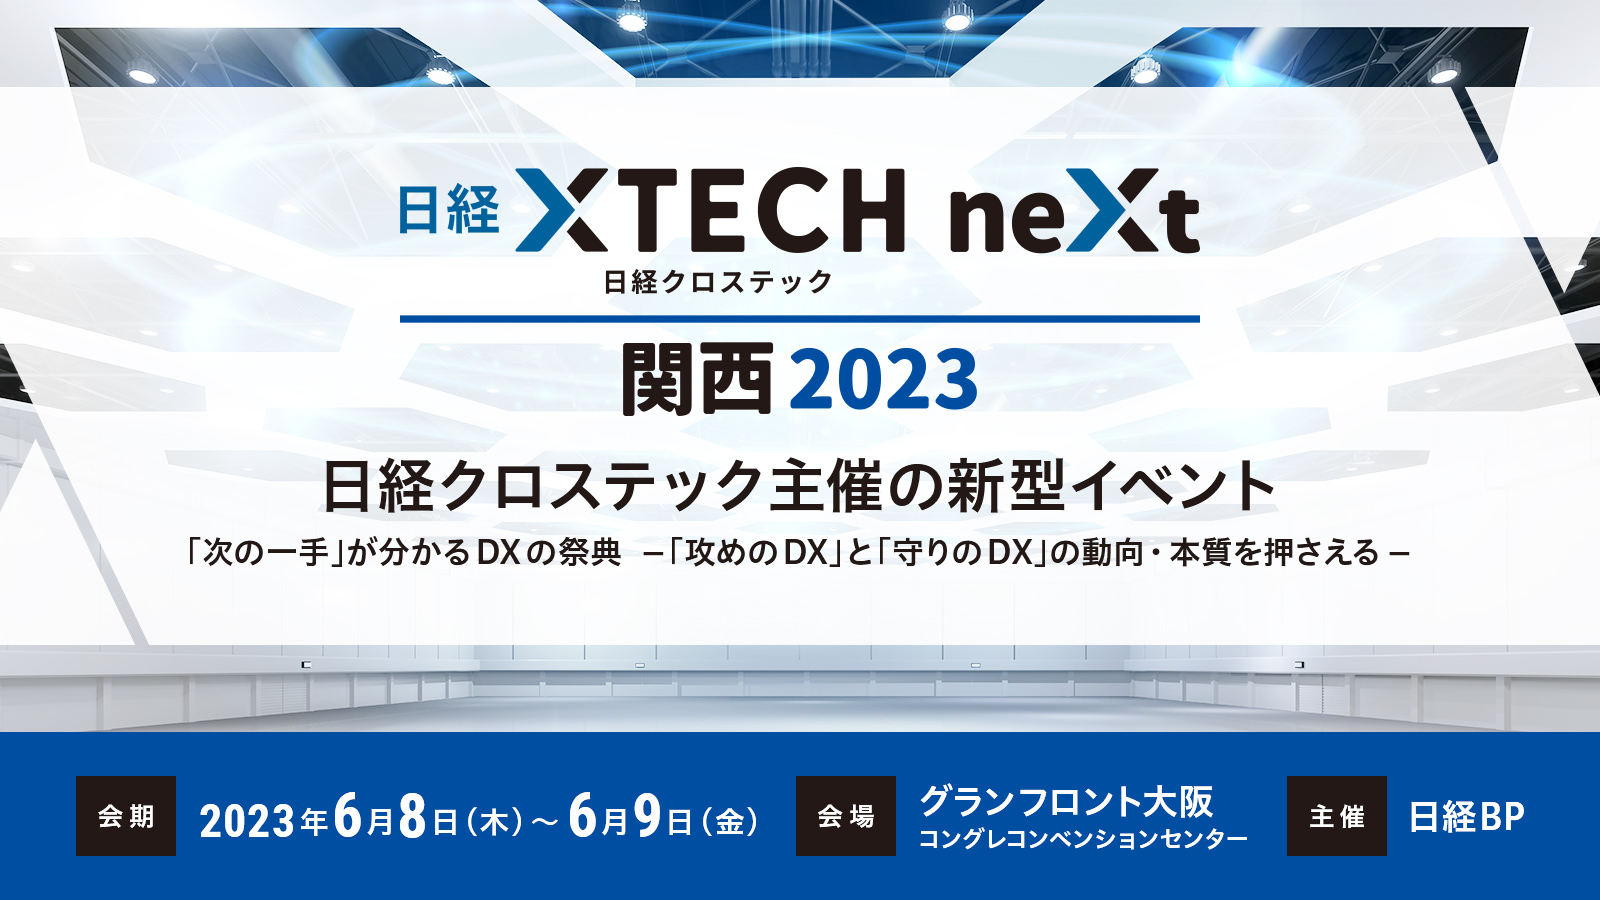 日経 XTECH neXt
日経クロステック
関西2023
日経クロステック主催の新型イベント
「次の一手」が分かるDXの祭典 −「攻めのDX」と「守りのDX」の動向・本質を押さえる−
会期 2023年6月8日(木)〜6月9日(金)
会場 グランフロント大阪
コングレコンベンションセンター
主催 日経BP